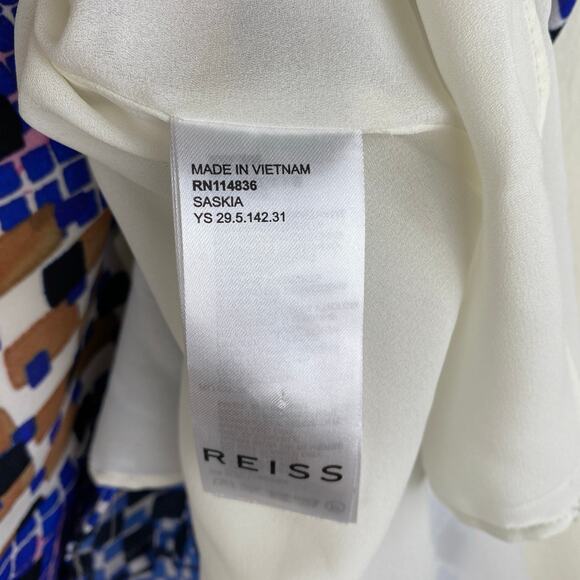 MADE IN VIETNAM
RN114836
SASKIA
YS 29.5.142.31
REISS